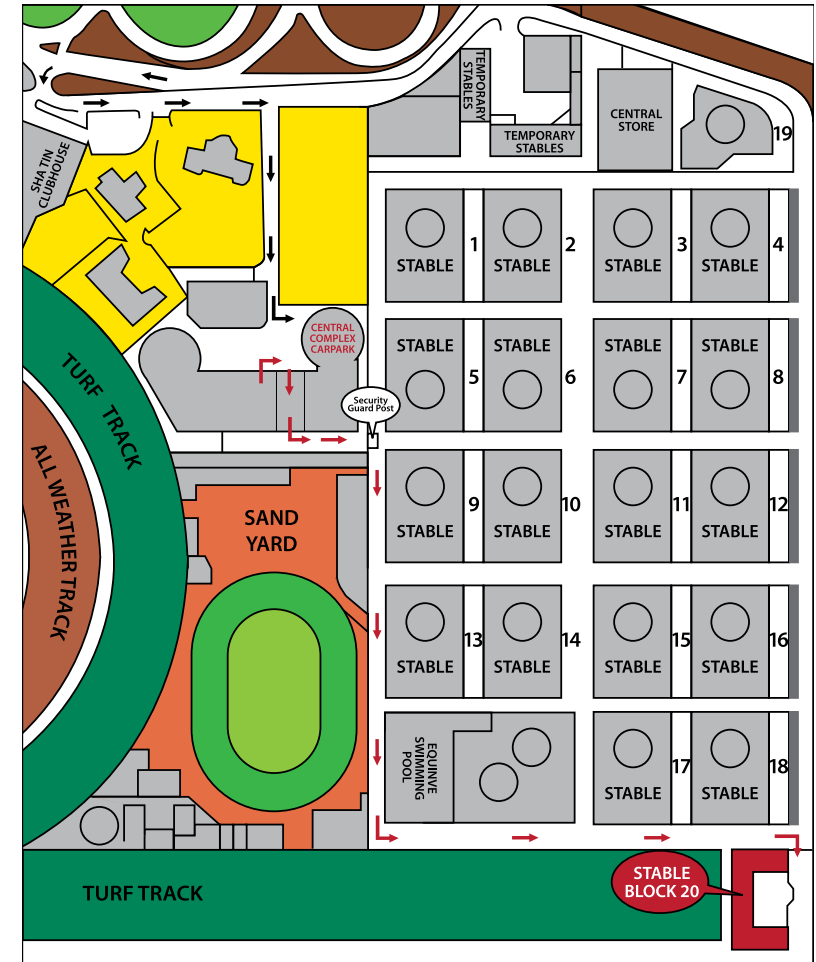 TEMPORARY
STABLES
TEMPORARY
STABLES
CENTRAL
STORE
19
SHA TIN
CLUBHOUSE
1
2
3
4
STABLE
STABLE
STABLE
STABLE
CENTRAL
COMPLEX
CARPARK
STABLE
STABLE
STABLE
STABLE
5
6
7
8
Security
Guard Post
TURF TRACK
ALL WEATHER TRACK
SAND
YARD
9
10
11
12
STABLE
STABLE
STABLE
STABLE
13
14
15
16
STABLE
STABLE
STABLE
STABLE
EQUINVE
SWIMMING
POOL
17
18
STABLE
STABLE
TURF TRACK
STABLE
BLOCK 20